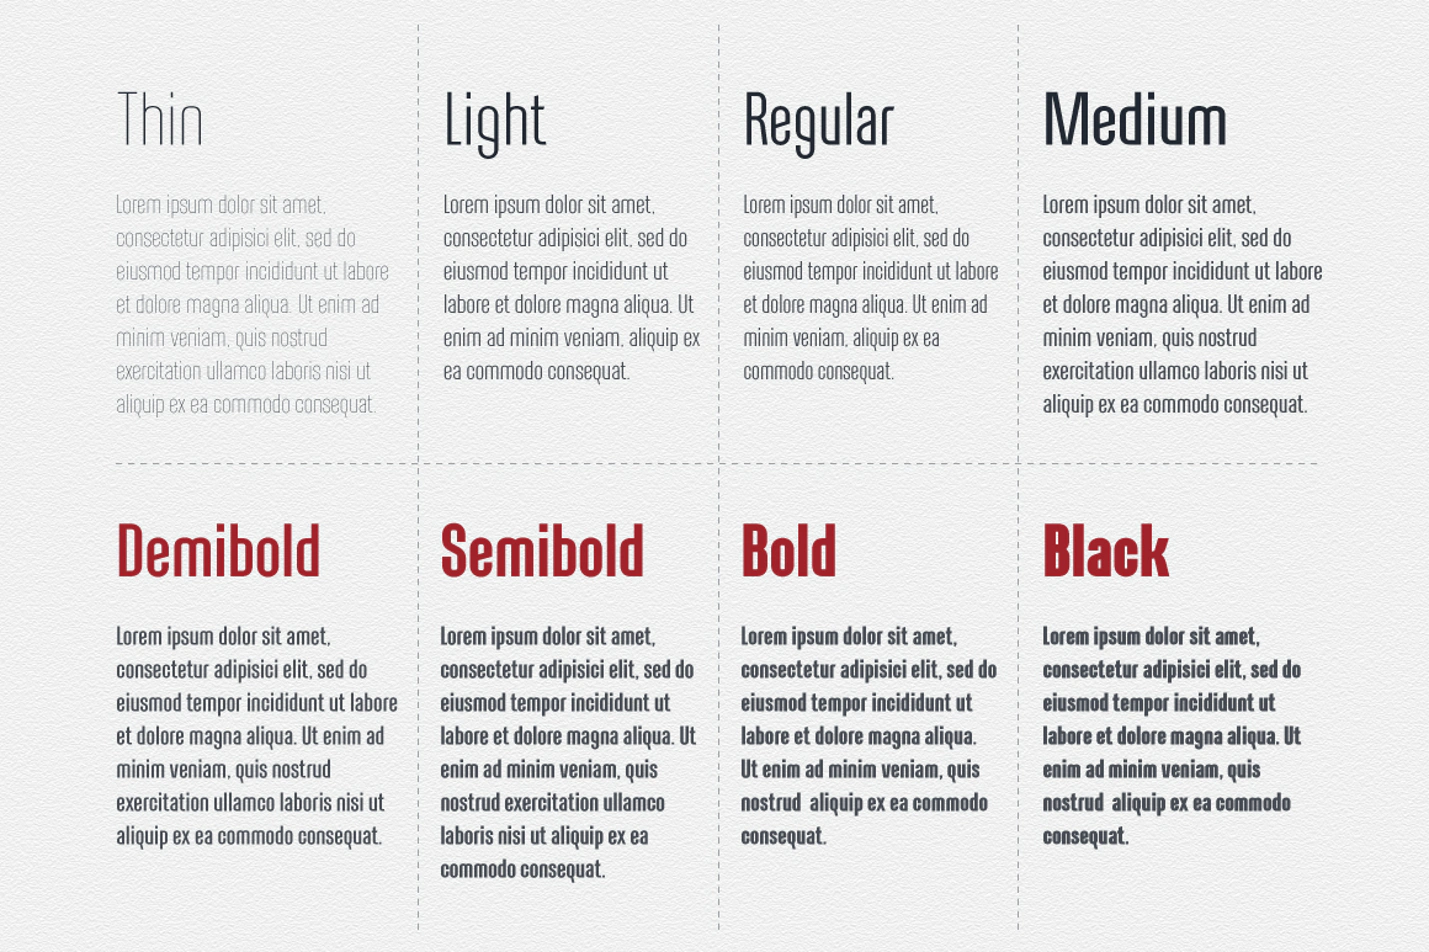 Thin
Lorem ipsum dolor sit amet,
consectetur adipisici elit, sed do
eiusmod tempor incididunt ut labore
et dolore magna aliqua. Ut enim ad
minim veniam, quis nostrud
exercitation ullamco laboris nisi ut
aliquip ex ea commodo consequat.
Light
Lorem ipsum dolor sit amet,
consectetur adipisici elit, sed do
eiusmod tempor incididunt ut
labore et dolore magna aliqua. Ut
enim ad minim veniam, aliquip ex
ea commodo consequat.
Regular
Lorem ipsum dolor sit amet,
consectetur adipisici elit, sed do
eiusmod tempor incididunt ut labore
et dolore magna aliqua. Ut enim ad
minim veniam, aliquip ex ea
commodo consequat.
Medium
Lorem ipsum dolor sit amet,
consectetur adipisici elit, sed do
eiusmod tempor incididunt ut labore
et dolore magna aliqua. Ut enim ad
minim veniam, quis nostrud
exercitation ullamco laboris nisi ut
aliquip ex ea commodo consequat.
Demibold
Lorem ipsum dolor sit amet,
consectetur adipisici elit, sed do
eiusmod tempor incididunt ut labore
et dolore magna aliqua. Ut enim ad
minim veniam, quis nostrud
exercitation ullamco laboris nisi ut
aliquip ex ea commodo consequat.
Semibold
Lorem ipsum dolor sit amet,
consectetur adipisici elit, sed do
eiusmod tempor incididunt ut
labore et dolore magna aliqua. Ut
enim ad minim veniam, quis
nostrud exercitation ullamco
laboris nisi ut aliquip ex ea
commodo consequat.
Bold
Lorem ipsum dolor sit amet,
consectetur adipisici elit, sed do
eiusmod tempor incididunt ut
labore et dolore magna aliqua.
Ut enim ad minim veniam, quis
nostrud  aliquip ex ea commodo
consequat.
Black
Lorem ipsum dolor sit amet,
consectetur adipisici elit, sed do
eiusmod tempor incididunt ut
labore et dolore magna aliqua. Ut
enim ad minim veniam, quis
nostrud  aliquip ex ea commodo
consequat.